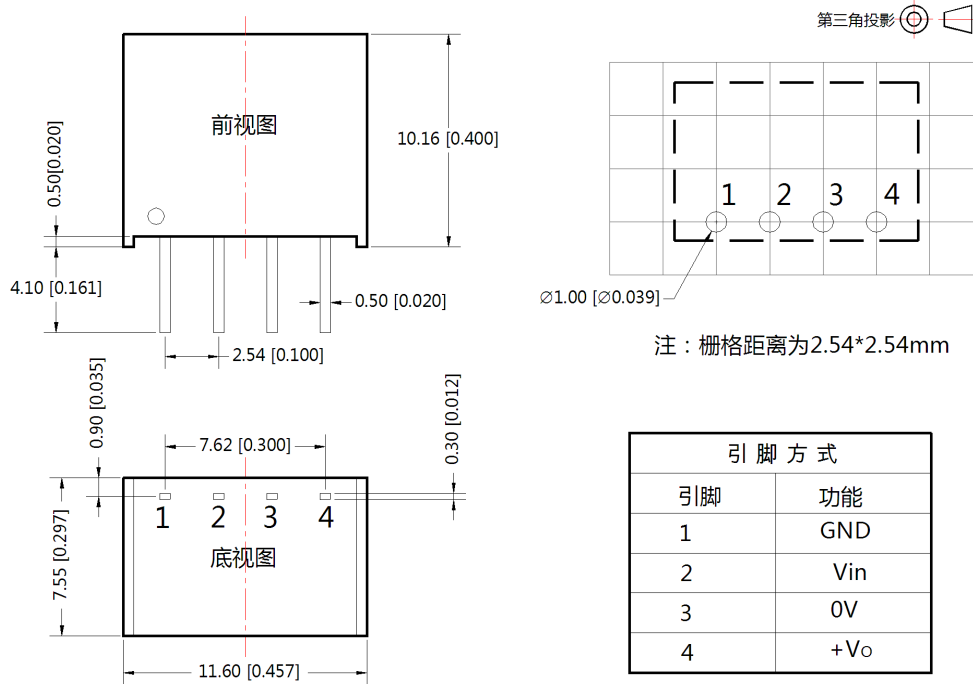 第三角投影
前视图
0.50[0.020]
10.16 [0.400]
4.10 [0.161]
0.50 [0.020]
2.54 [0.100]
1 2 3 4
∅1.00 [∅0.039]
注：栅格距离为2.54*2.54mm
0.90 [0.035]
7.62 [0.300]
0.30 [0.012]
1 2 3 4
底视图
7.55 [0.297]
11.60 [0.457]
引脚方式
引脚 功能
1 GND
2 Vin
3 0V
4 +Vo